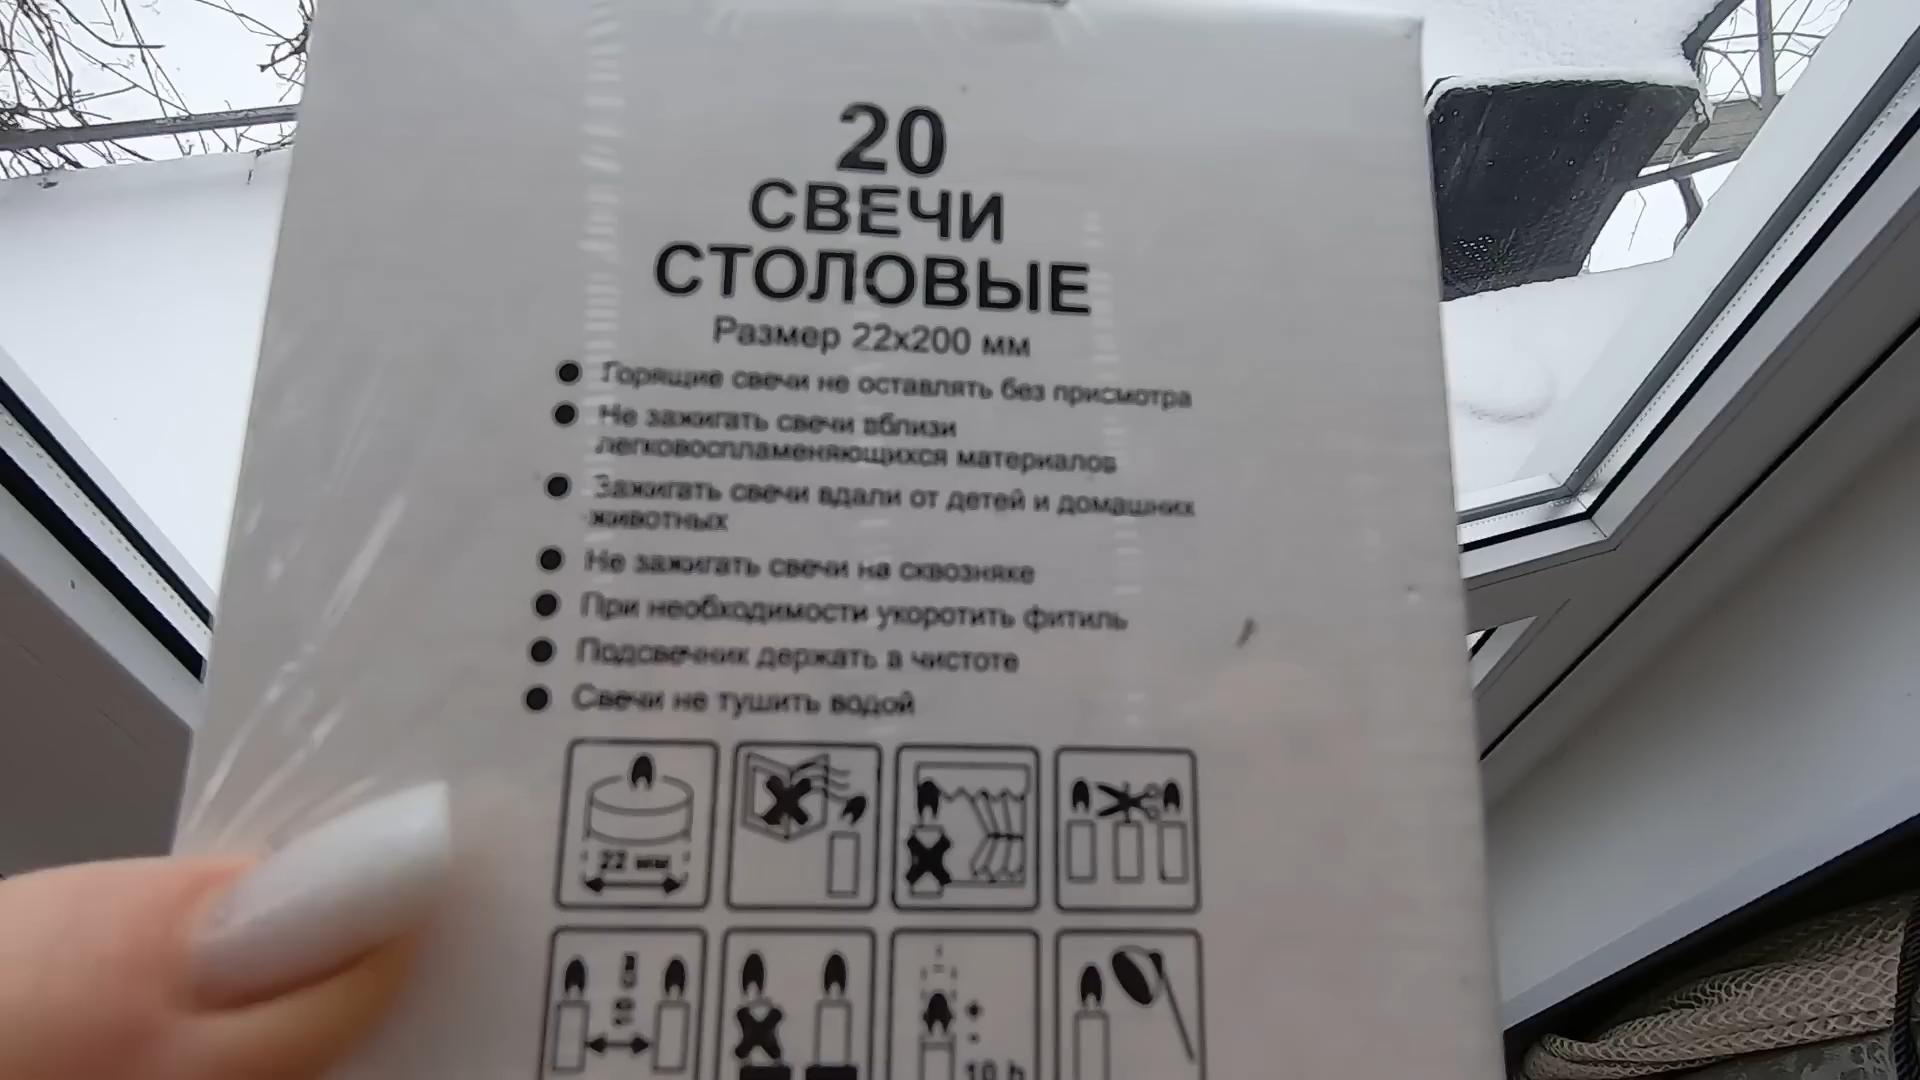 20
СВЕЧИ
СТОЛОВЫЕ
Размер 22х200 мм
● Горящие свечи не оставлять без присмотра
● Не зажигать свечи вблизи
легковоспламеняющихся материалов
● Зажигать свечи вдали от детей и домашних
животных
● Не зажигать свечи на сквозняке
● При необходимости укоротить фитиль
● Подсвечник держать в чистоте
● Свечи не тушить водой
22 мм
10 см
10 h